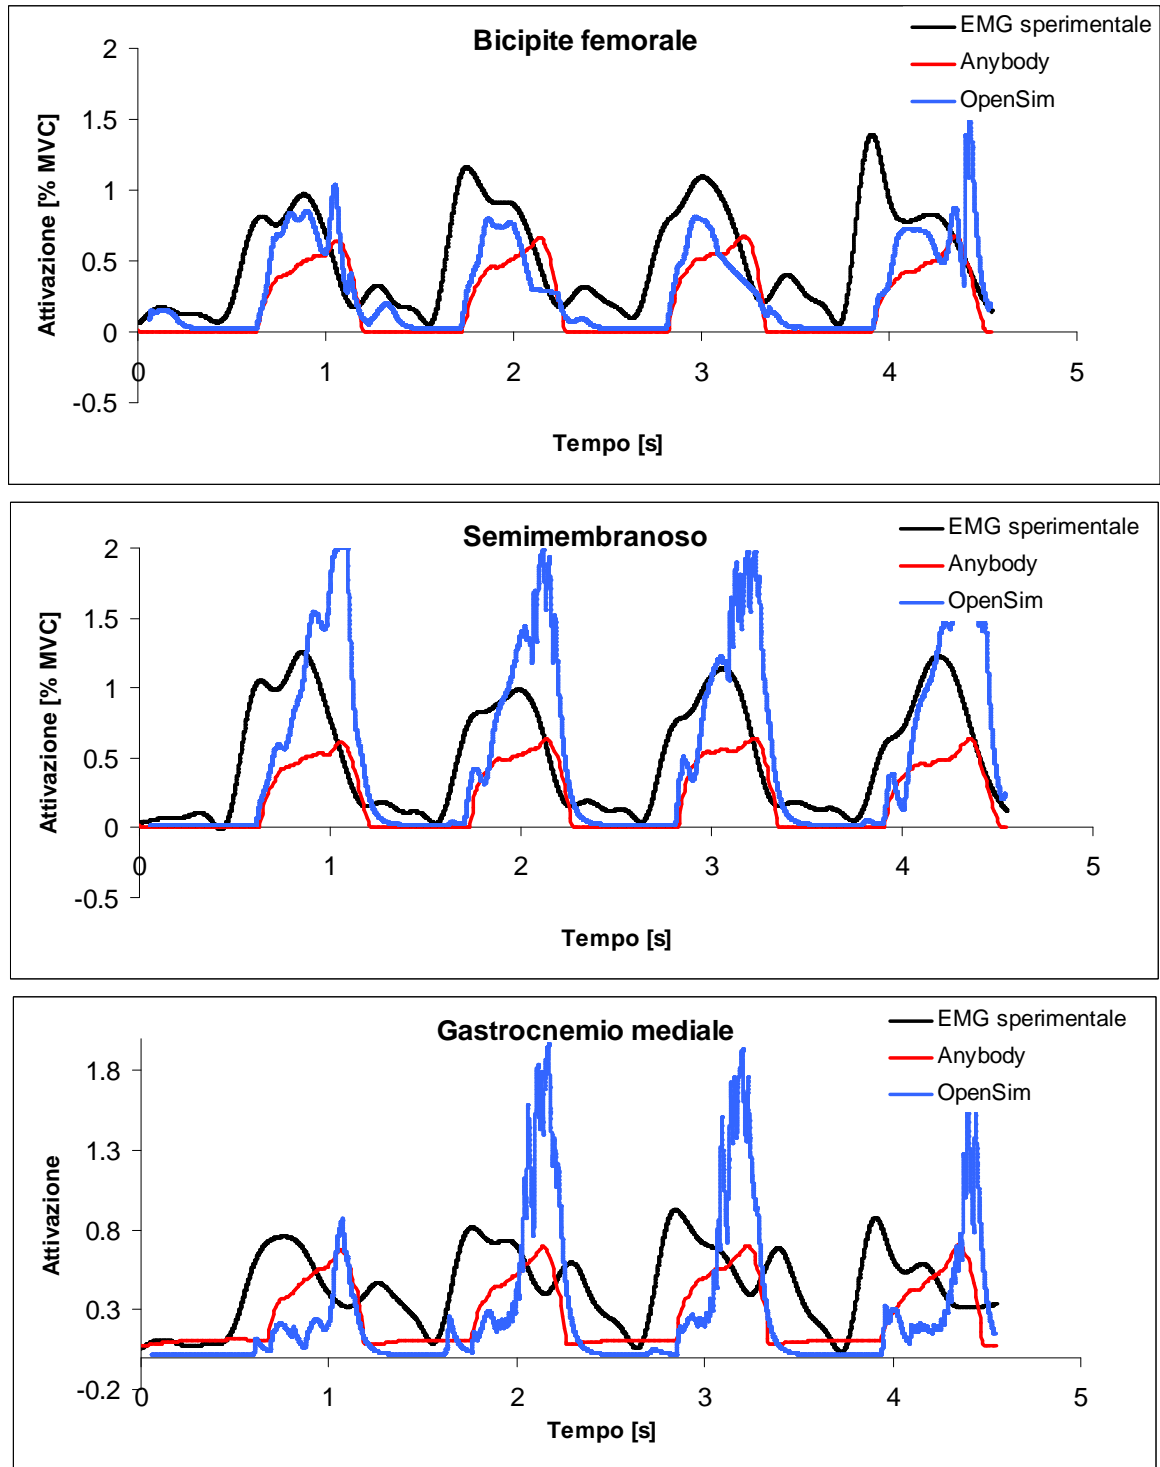 Bicipite femorale
EMG sperimentale
Anybody
OpenSim
2
1.5
1
0.5
0
-0.5
Attivazione [% MVC]
0 1 2 3 4 5
Tempo [s]
Semimembranoso
EMG sperimentale
Anybody
OpenSim
2
1.5
1
0.5
0
-0.5
Attivazione [% MVC]
0 1 2 3 4 5
Tempo [s]
Gastrocnemio mediale
EMG sperimentale
Anybody
OpenSim
1.8
1.3
0.8
0.3
-0.2
Attivazione
0 1 2 3 4 5
Tempo [s]